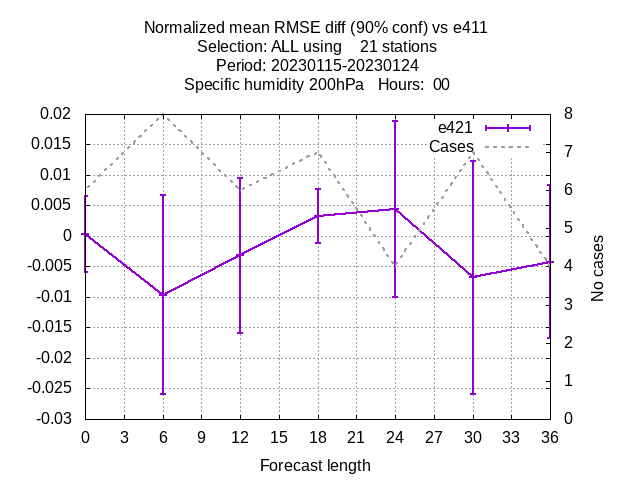 Normalized mean RMSE diff (90% conf) vs e411
Selection: ALL using    21 stations
Period: 20230115-20230124
Specific humidity 200hPa   Hours:  00
e421
Cases
0.02
0.015
0.01
0.005
0
-0.005
-0.01
-0.015
-0.02
-0.025
-0.03
8
7
6
5
4
3
2
1
0
No cases
0 3 6 9 12 15 18 21 24 27 30 33 36
Forecast length